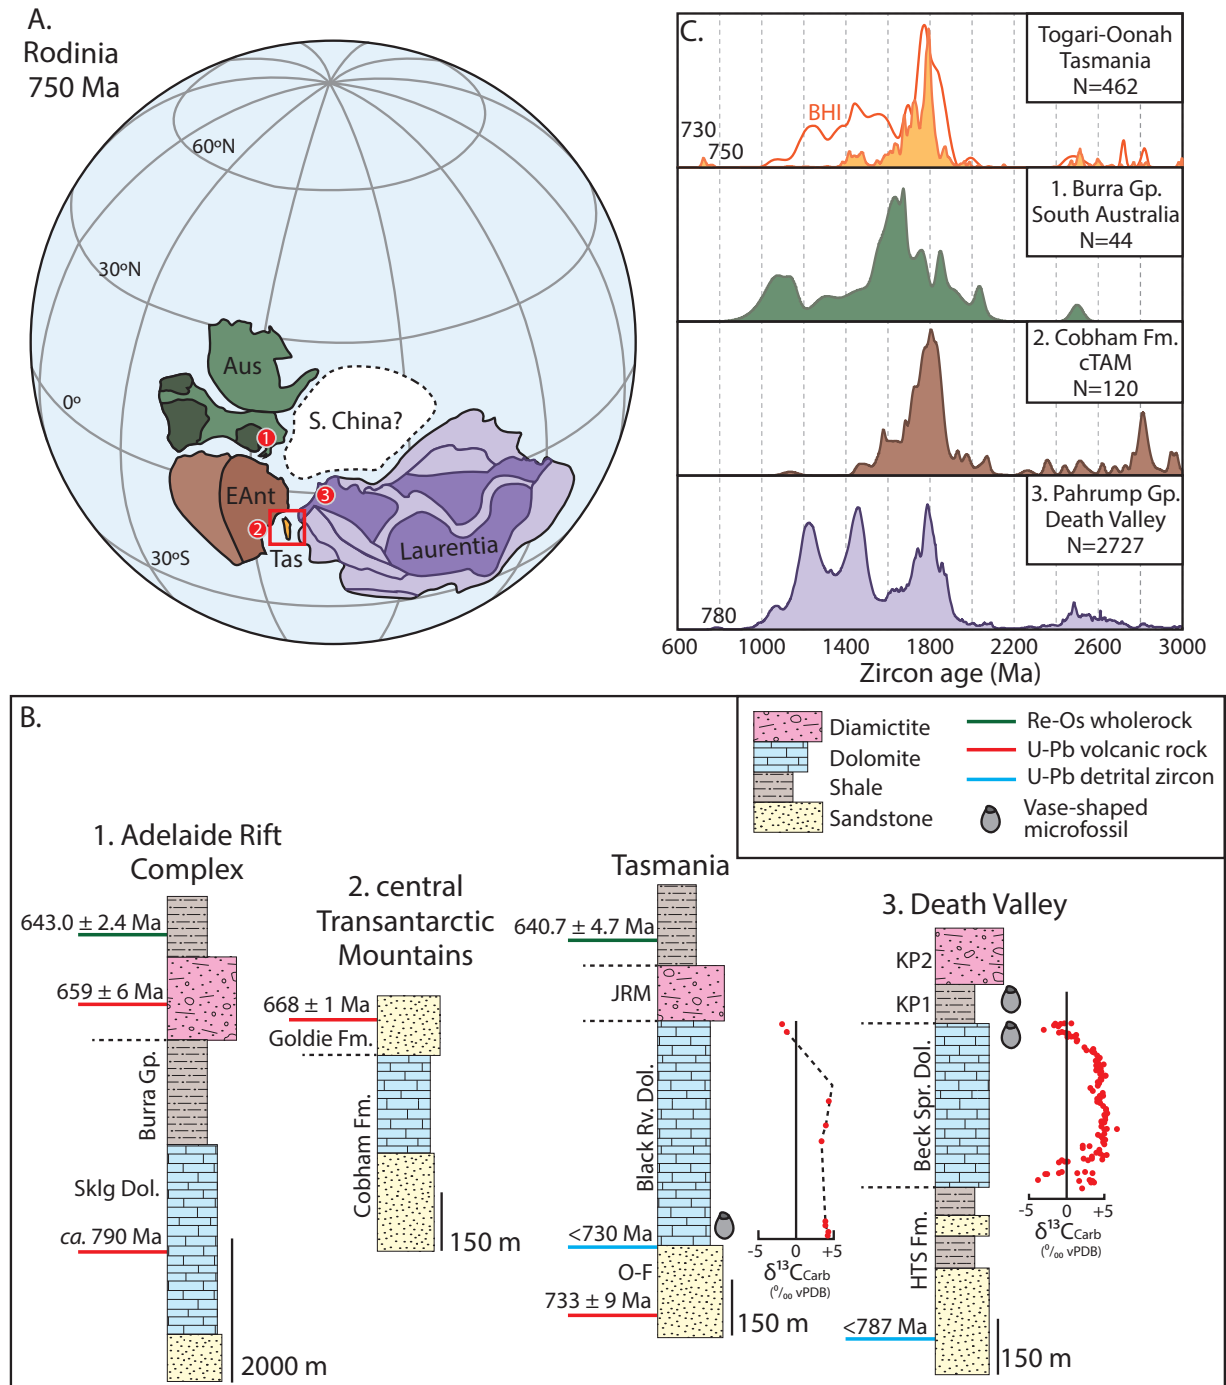 A.
Rodinia
750 Ma
60ºN
30ºN
0º
30ºS
Aus
S. China?
1
EAnt
3
2
Tas
Laurentia
C.
Togari-Oonah
Tasmania
N=462
BHI
730
750
1. Burra Gp.
South Australia
N=44
2. Cobham Fm.
cTAM
N=120
3. Pahrump Gp.
Death Valley
N=2727
780
600 1000 1400 1800 2200 2600 3000
Zircon age (Ma)
B.
Diamictite
Dolomite
Shale
Sandstone
Re-Os wholerock
U-Pb volcanic rock
U-Pb detrital zircon
Vase-shaped
microfossil
1. Adelaide Rift
Complex
643.0 ± 2.4 Ma
659 ± 6 Ma
Burra Gp.
Sklg Dol.
ca. 790 Ma
2000 m
2. central
Transantarctic
Mountains
668 ± 1 Ma
Goldie Fm.
Cobham Fm.
150 m
Tasmania
640.7 ± 4.7 Ma
JRM
Black Rv. Dol.
<730 Ma
O-F
733 ± 9 Ma
150 m
-5 0 +5
δ¹³CCarb
(⁰/₀₀ vPDB)
3. Death Valley
KP2
KP1
Beck Spr. Dol.
HTS Fm.
<787 Ma
150 m
-5 0 +5
δ¹³CCarb
(⁰/₀₀ vPDB)